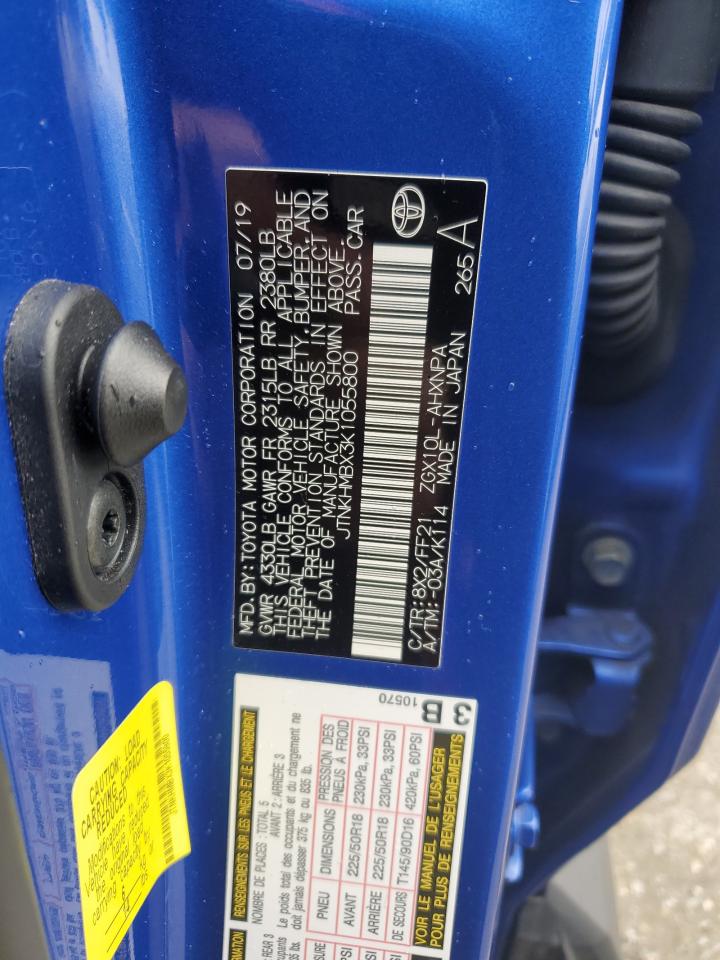 MFD. BY: TOYOTA MOTOR CORPORATION 07/19
GVWR 4330LB GAWR FR 2315LB RR 2380LB
THIS VEHICLE CONFORMS TO ALL APPLICABLE
FEDERAL MOTOR VEHICLE SAFETY, BUMPER, AND
THEFT PREVENTION STANDARDS IN EFFECT ON
THE DATE OF MANUFACTURE SHOWN ABOVE.
JTNKHMBX3K1055800 PASS.CAR
C/TR:8X2/FF21 ZGX10L-AHXNPA 265 A
A/TM:-03A/K114 MADE IN JAPAN
RENSEIGNEMENTS SUR LES PNEUS ET LE CHARGEMENT
NOMBRE DE PLACES : TOTAL 5
AVANT 2 : ARRIÈRE 3
Le poids total des occupants et du chargement ne
doit jamais dépasser 375 kg ou 835 lb.
PNEU DIMENSIONS PRESSION DES PNEUS À FROID
AVANT 225/50R18 230kPa, 33PSI
ARRIÈRE 225/50R18 230kPa, 33PSI
DE SECOURS T145/90D16 420kPa, 60PSI
VOIR LE MANUEL DE L'USAGER
POUR PLUS DE RENSEIGNEMENTS
10570
REAR 3
CAUTION: LOAD
CARRYING CAPACITY
REDUCED